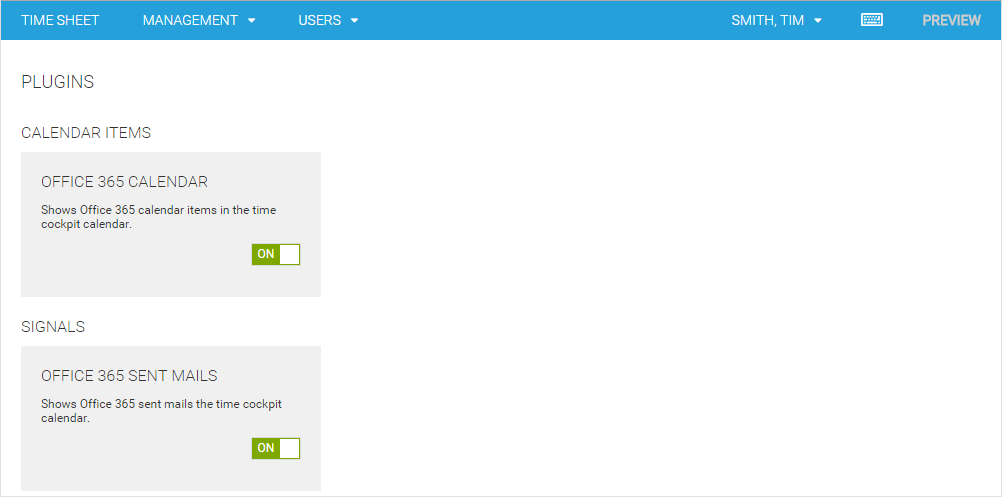 TIME SHEET MANAGEMENT USERS SMITH, TIM PREVIEW
PLUGINS
CALENDAR ITEMS
OFFICE 365 CALENDAR
Shows Office 365 calendar items in the time
cockpit calendar.
ON
SIGNALS
OFFICE 365 SENT MAILS
Shows Office 365 sent mails the time cockpit
calendar.
ON